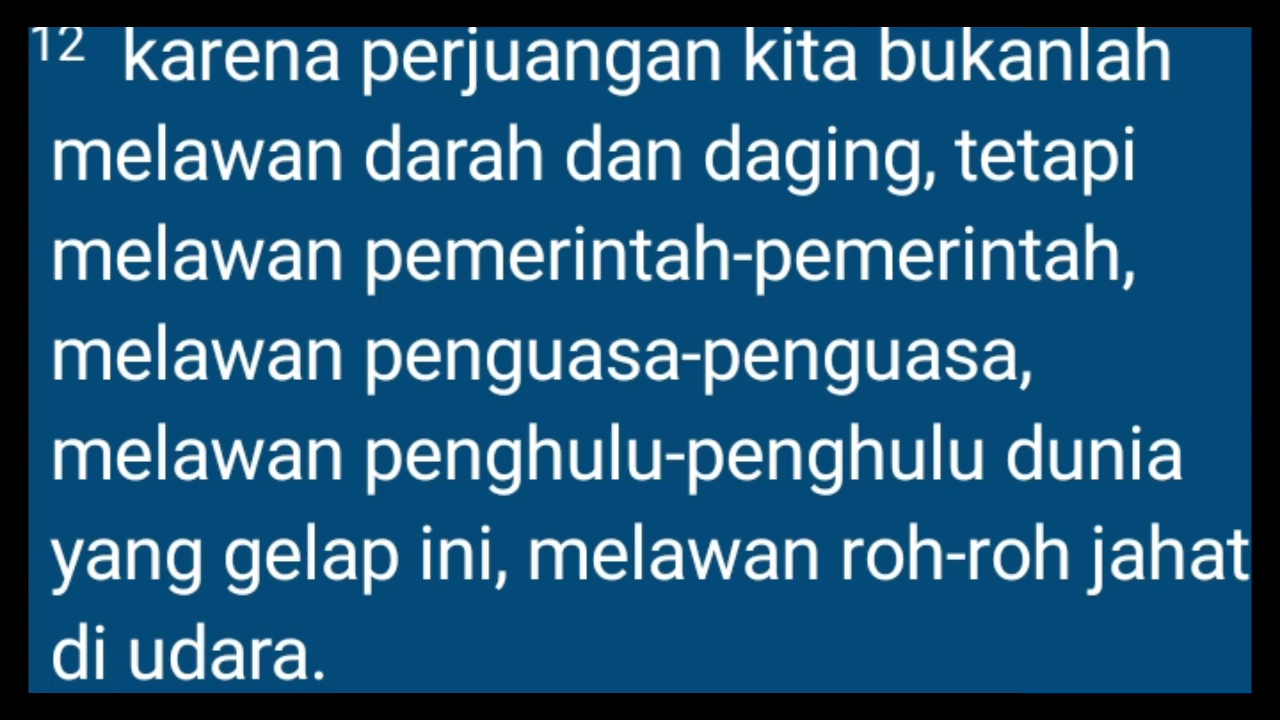 12 karena perjuangan kita bukanlah
melawan darah dan daging, tetapi
melawan pemerintah-pemerintah,
melawan penguasa-penguasa,
melawan penghulu-penghulu dunia
yang gelap ini, melawan roh-roh jahat
di udara.